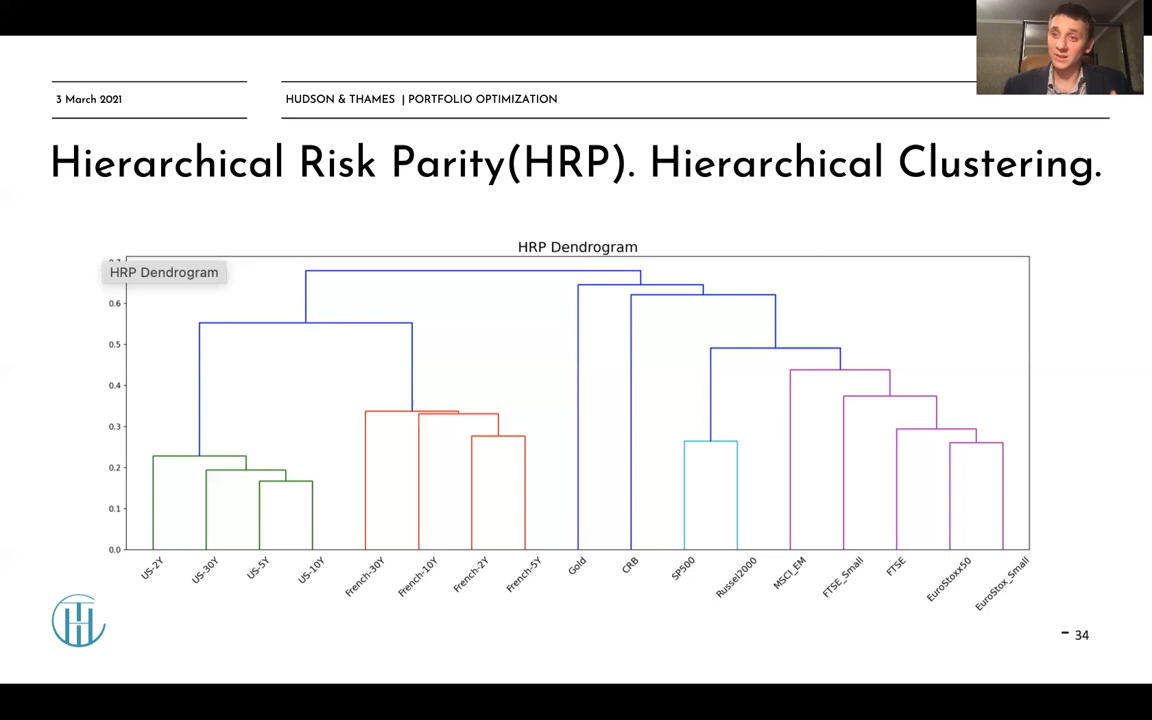 3 March 2021
HUDSON & THAMES | PORTFOLIO OPTIMIZATION
Hierarchical Risk Parity(HRP). Hierarchical Clustering.
HRP Dendrogram
HRP Dendrogram
0.6
0.5
0.4
0.3
0.2
0.1
0.0
US-2Y
US-30Y
US-5Y
US-10Y
French-30Y
French-10Y
French-2Y
French-5Y
Gold
CRB
SP500
Russel2000
MSCI_EM
FTSE_Small
FTSE
EuroStoxx50
EuroStox_Small
- 34